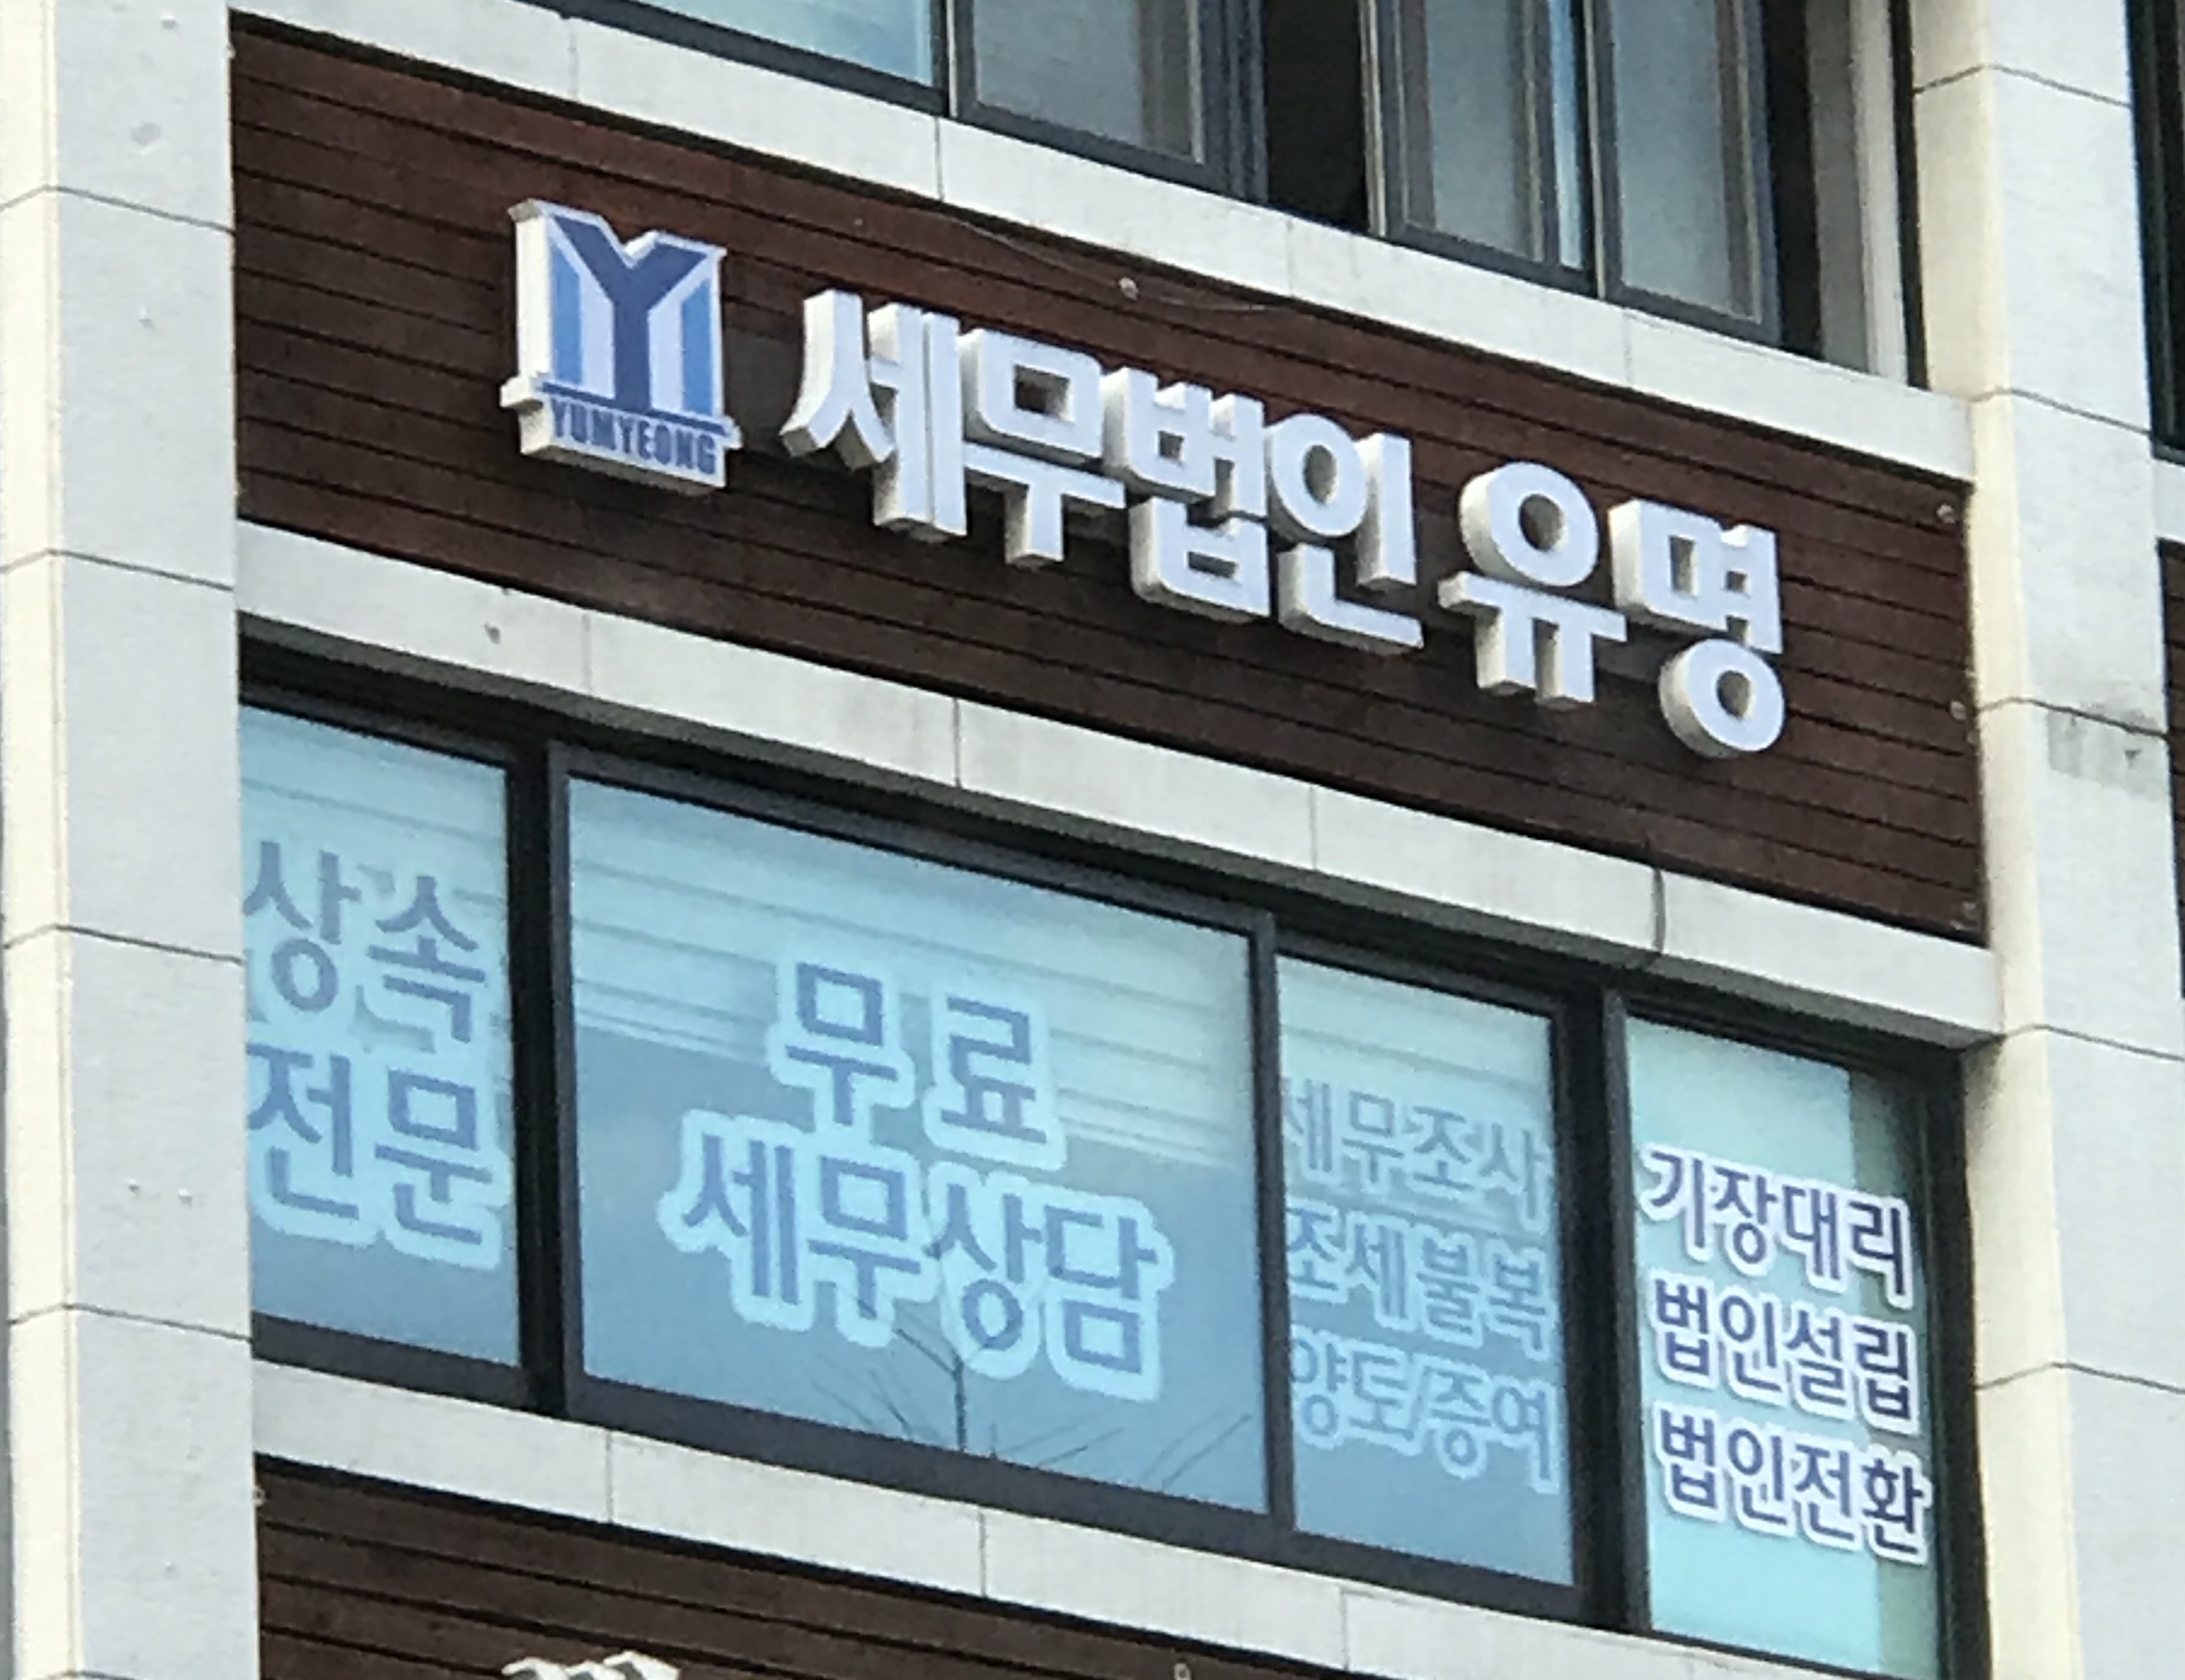 YUMYEONG
세무법인 유명
상속
전문
무료
세무상담
세무조사
조세불복
양도/증여
기장대리
법인설립
법인전환